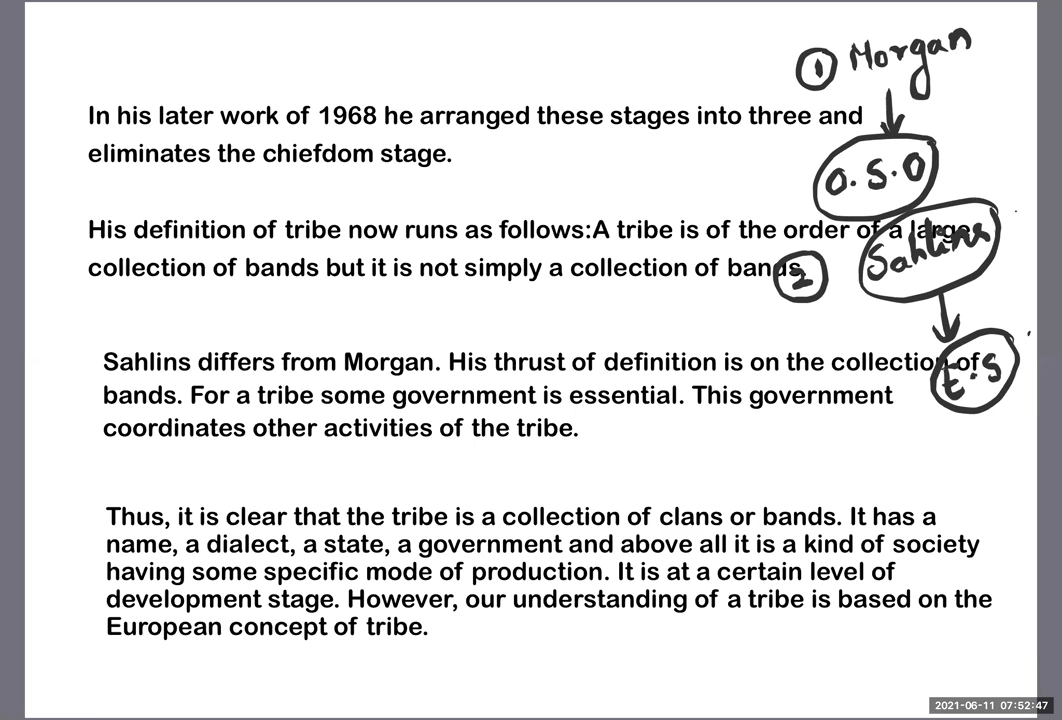 ① Morgan
In his later work of 1968 he arranged these stages into three and
eliminates the chiefdom stage.
O.S.O
His definition of tribe now runs as follows:A tribe is of the order of a large
collection of bands but it is not simply a collection of bands.
Sahlins
②
Sahlins differs from Morgan. His thrust of definition is on the collection of
bands. For a tribe some government is essential. This government
coordinates other activities of the tribe.
t.S
Thus, it is clear that the tribe is a collection of clans or bands. It has a
name, a dialect, a state, a government and above all it is a kind of society
having some specific mode of production. It is at a certain level of
development stage. However, our understanding of a tribe is based on the
European concept of tribe.
2021-06-11 07:52:47